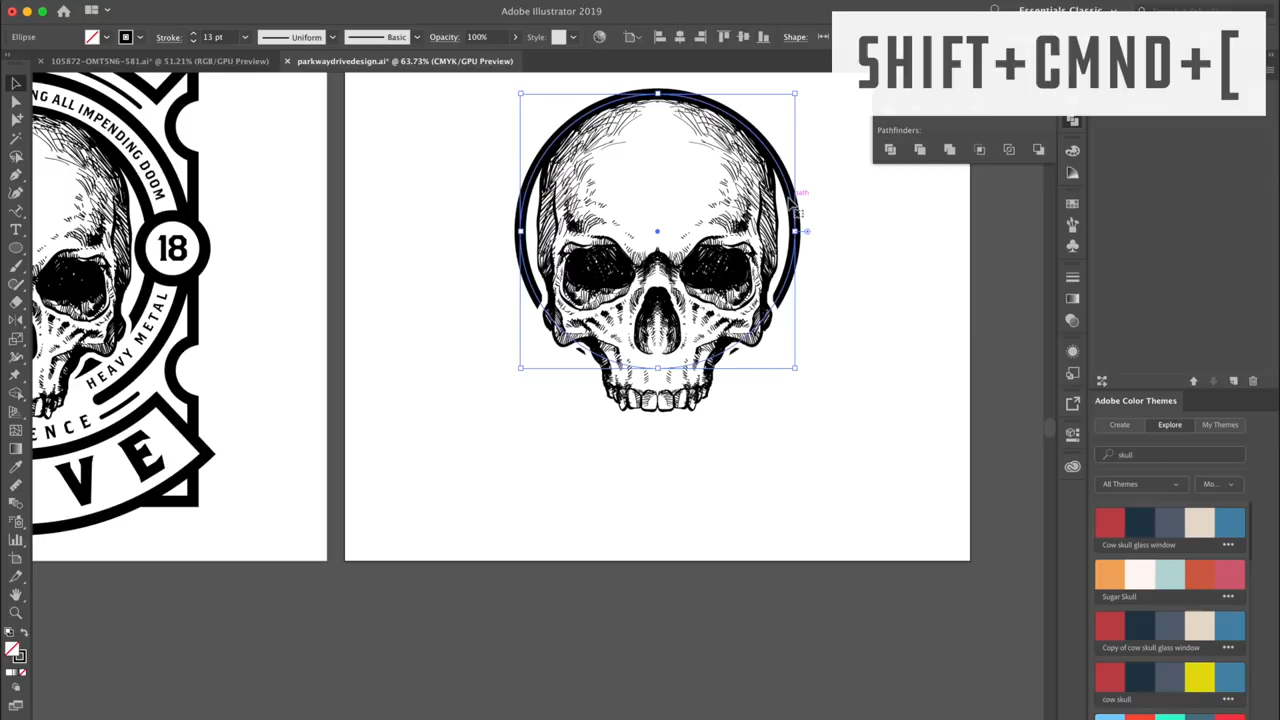 Adobe Illustrator 2019
Essentials Classic
SHIFT+CMND+[
Ellipse
Stroke:
13 pt
Uniform
Basic
Opacity:
100%
Style:
Shape:
105872-OMT5N6-581.ai* @ 51.21% (RGB/GPU Preview)
parkwaydrivedesign.ai* @ 63.73% (CMYK/GPU Preview)
Pathfinders:
NG ALL IMPENDING DOOM
18
HEAVY METAL
ENCE
VE
Adobe Color Themes
Create
Explore
My Themes
skull
All Themes
Mo...
Cow skull glass window
Sugar Skull
Copy of cow skull glass window
cow skull